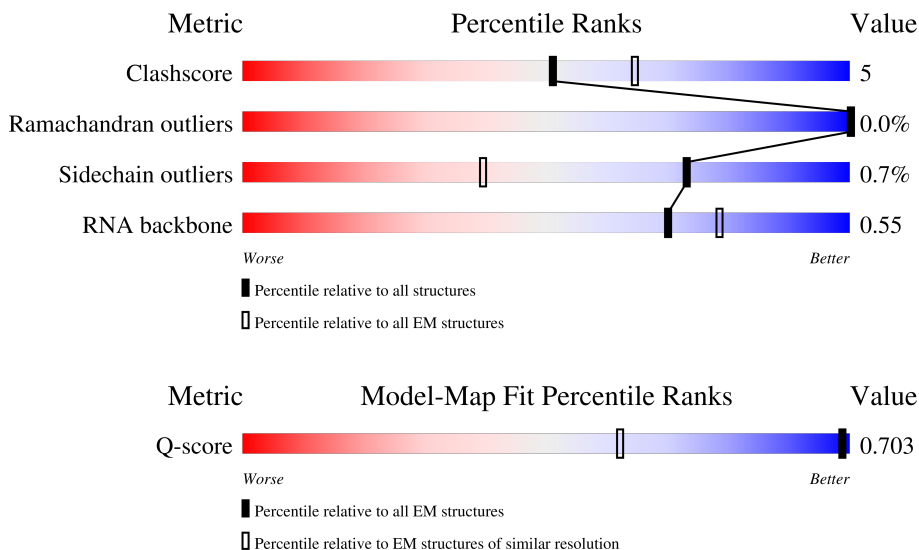 Metric Percentile Ranks Value
Clashscore 5
Ramachandran outliers 0.0%
Sidechain outliers 0.7%
RNA backbone 0.55
Worse Better
Percentile relative to all structures
Percentile relative to all EM structures
Metric Model-Map Fit Percentile Ranks Value
Q-score 0.703
Worse Better
Percentile relative to all EM structures
Percentile relative to EM structures of similar resolution